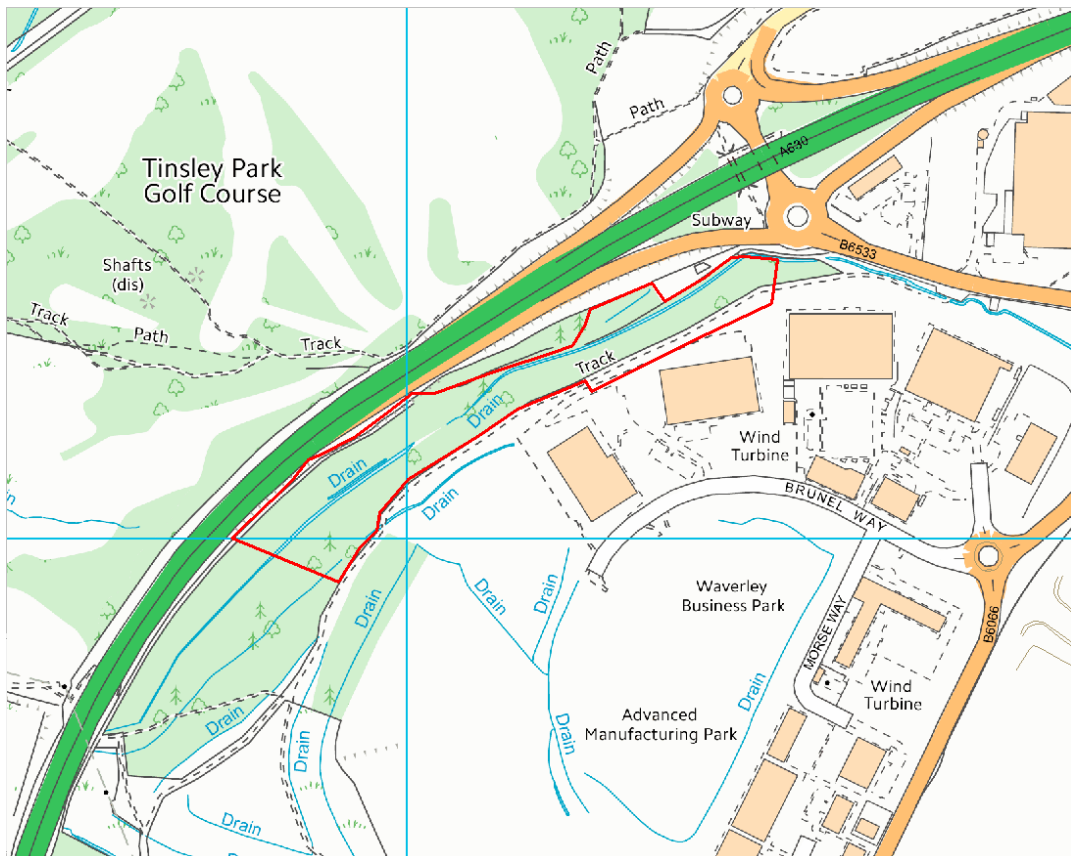 Path
Path
A630
Tinsley Park
Golf Course
Subway
B6533
Shafts
(dis)
Track
Path
Track
Track
Drain
Wind
Turbine
Drain
Drain
BRUNEL WAY
Drain
Drain
Drain
Waverley
Business Park
MORSE WAY
B6066
Wind
Turbine
Drain
Drain
Drain
Drain
Advanced
Manufacturing Park
Drain